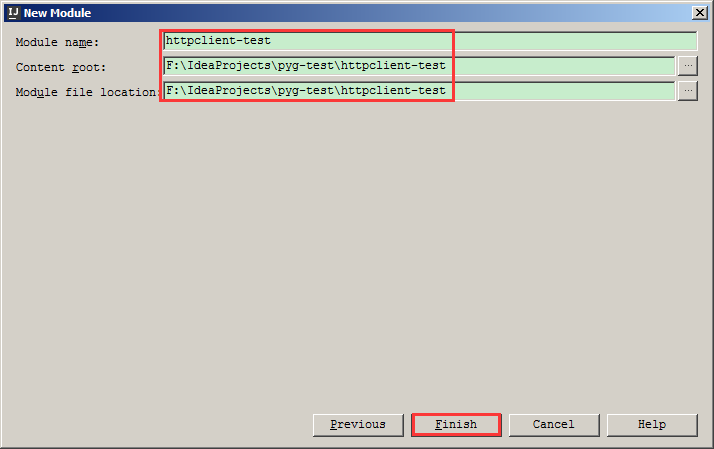 IJ New Module
Module name: httpclient-test
Content root: F:\IdeaProjects\pyg-test\httpclient-test ...
Module file location: F:\IdeaProjects\pyg-test\httpclient-test ...
Previous Finish Cancel Help